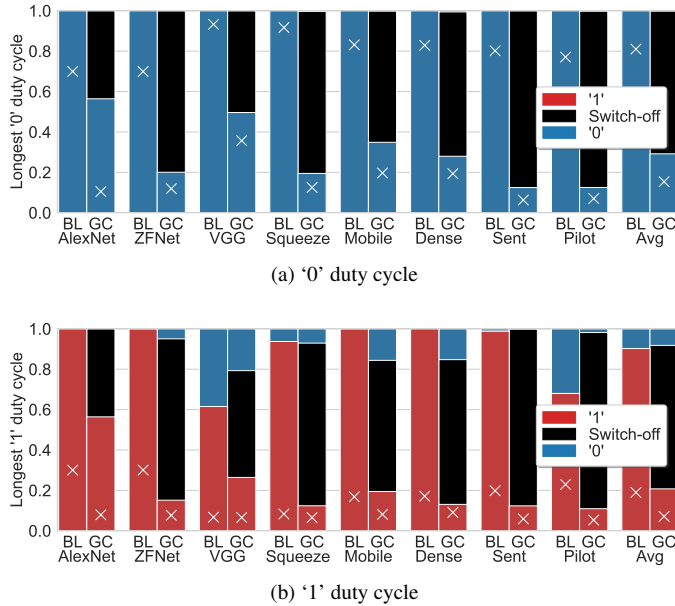 1.0
0.8
0.6
0.4
0.2
0.0
Longest '0' duty cycle
'1'
Switch-off
'0'
BL GC BL GC BL GC BL GC BL GC BL GC BL GC BL GC BL GC
AlexNet ZFNet VGG Squeeze Mobile Dense Sent Pilot Avg
(a) ‘0’ duty cycle
1.0
0.8
0.6
0.4
0.2
0.0
Longest '1' duty cycle
'1'
Switch-off
'0'
BL GC BL GC BL GC BL GC BL GC BL GC BL GC BL GC BL GC
AlexNet ZFNet VGG Squeeze Mobile Dense Sent Pilot Avg
(b) ‘1’ duty cycle